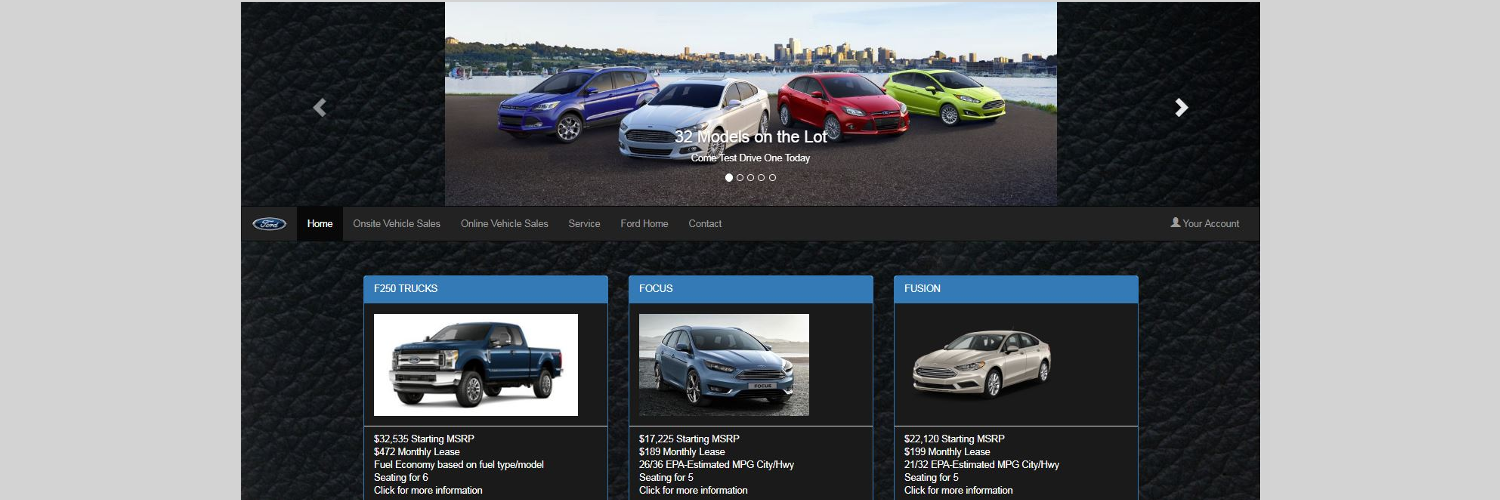 32 Models on the Lot
Come Test Drive One Today
Ford Home Onsite Vehicle Sales Online Vehicle Sales Service Ford Home Contact Your Account
F250 TRUCKS
$32,535 Starting MSRP
$472 Monthly Lease
Fuel Economy based on fuel type/model
Seating for 6
Click for more information
FOCUS
FOCUS
$17,225 Starting MSRP
$189 Monthly Lease
26/36 EPA-Estimated MPG City/Hwy
Seating for 5
Click for more information
FUSION
$22,120 Starting MSRP
$199 Monthly Lease
21/32 EPA-Estimated MPG City/Hwy
Seating for 5
Click for more information